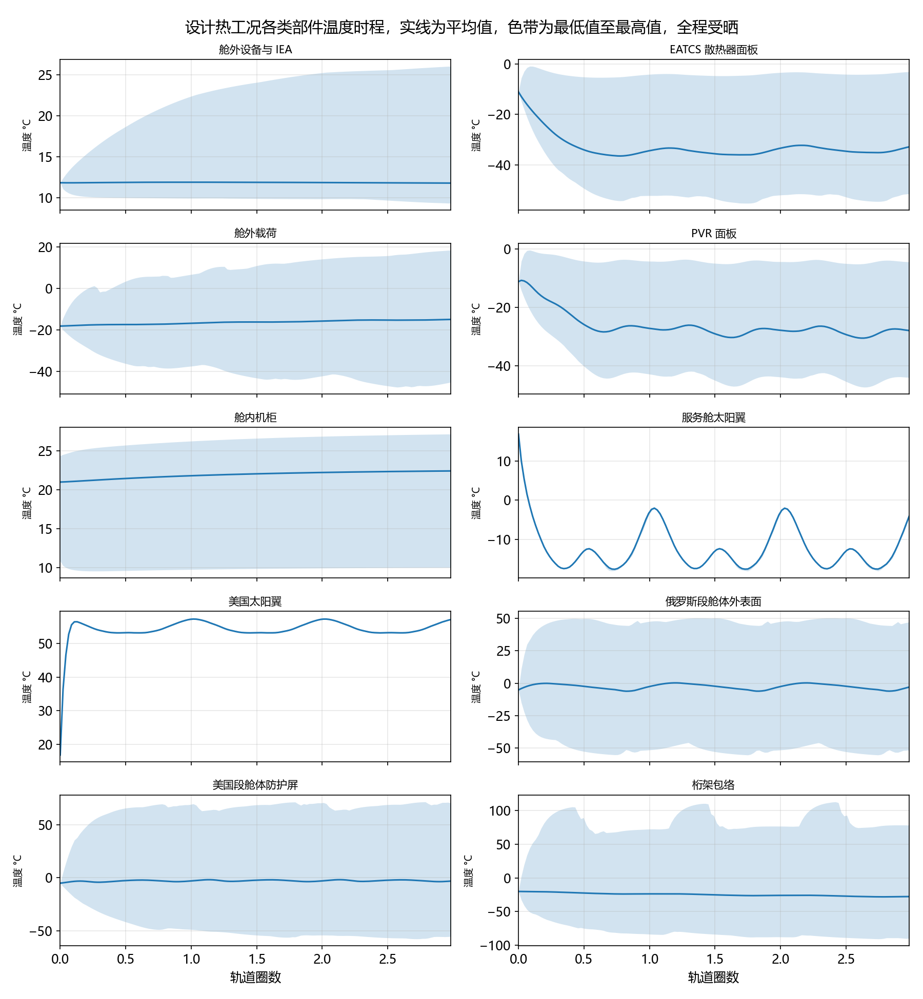 设计热工况各类部件温度时程，实线为平均值，色带为最低值至最高值，全程受晒
舱外设备与 IEA
温度 °C
25
20
15
10
EATCS 散热器面板
温度 °C
0
−20
−40
舱外载荷
温度 °C
20
0
−20
−40
PVR 面板
温度 °C
0
−20
−40
舱内机柜
温度 °C
25
20
15
10
服务舱太阳翼
温度 °C
10
0
−10
美国太阳翼
温度 °C
50
40
30
20
俄罗斯段舱体外表面
温度 °C
50
25
0
−25
−50
美国段舱体防护屏
温度 °C
50
0
−50
0.0 0.5 1.0 1.5 2.0 2.5
轨道圈数
桁架包络
温度 °C
100
50
0
−50
−100
0.0 0.5 1.0 1.5 2.0 2.5
轨道圈数